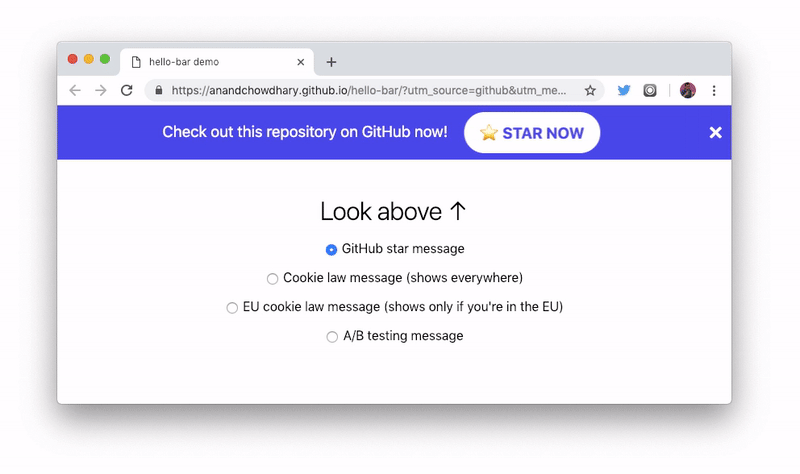 hello-bar demo
https://anandchowdhary.github.io/hello-bar/?utm_source=github&utm_me...
Check out this repository on GitHub now!
STAR NOW
Look above ↑
GitHub star message
Cookie law message (shows everywhere)
EU cookie law message (shows only if you're in the EU)
A/B testing message